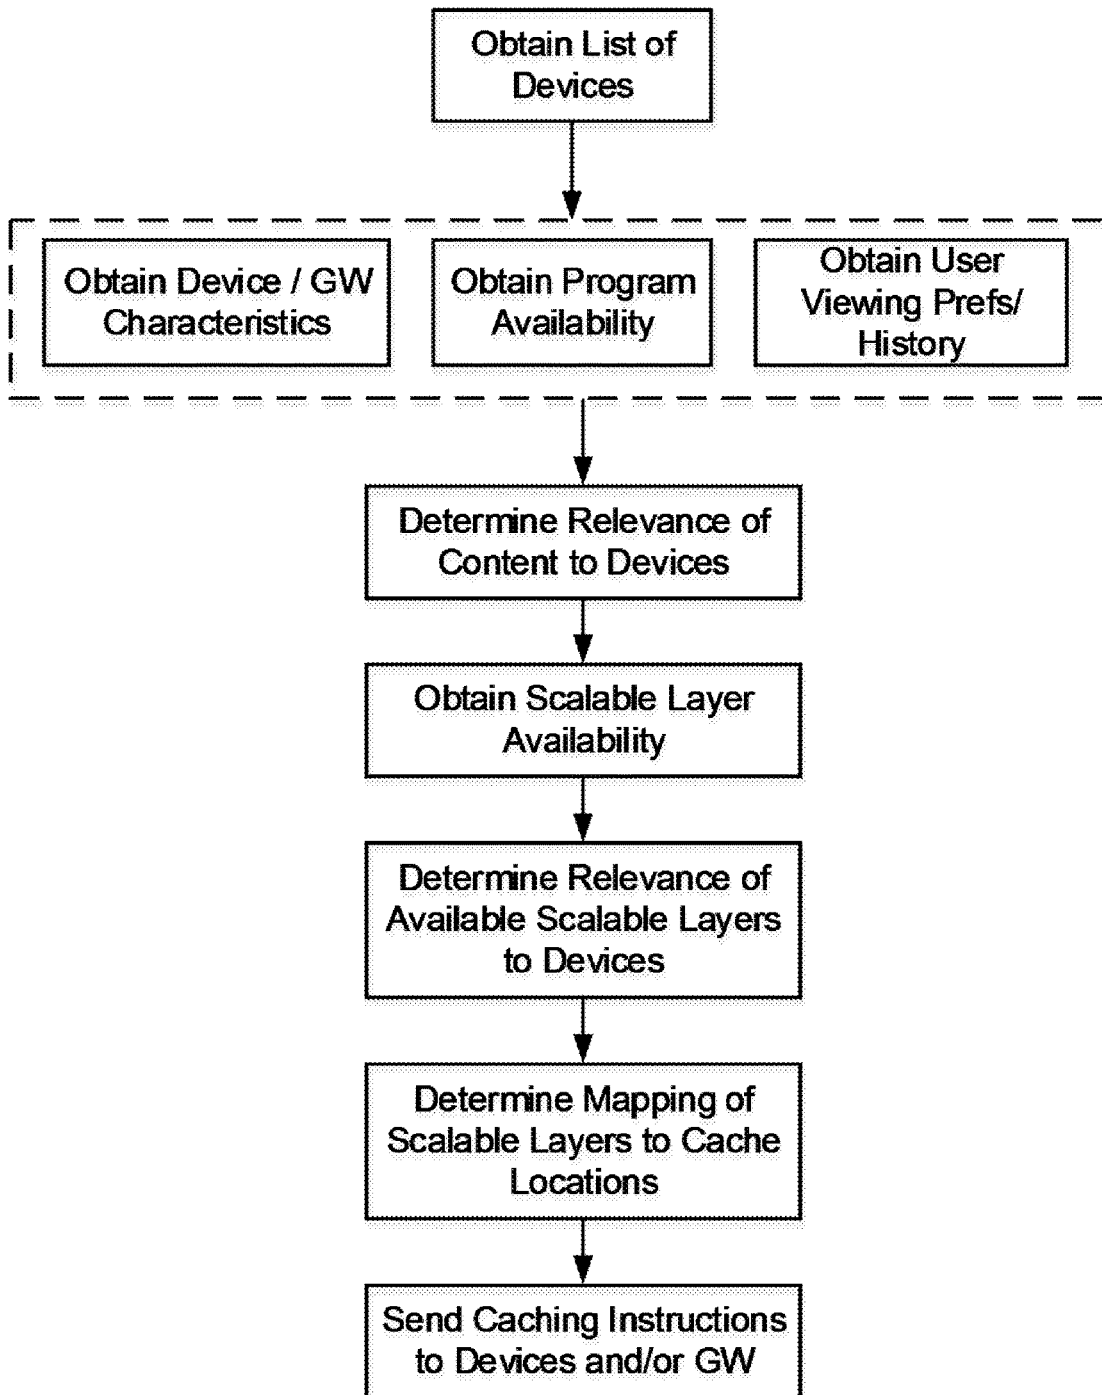 Obtain List of
Devices
Obtain Device / GW
Characteristics
Obtain Program
Availability
Obtain User
Viewing Prefs/
History
Determine Relevance of
Content to Devices
Obtain Scalable Layer
Availability
Determine Relevance of
Available Scalable Layers
to Devices
Determine Mapping of
Scalable Layers to Cache
Locations
Send Caching Instructions
to Devices and/or GW